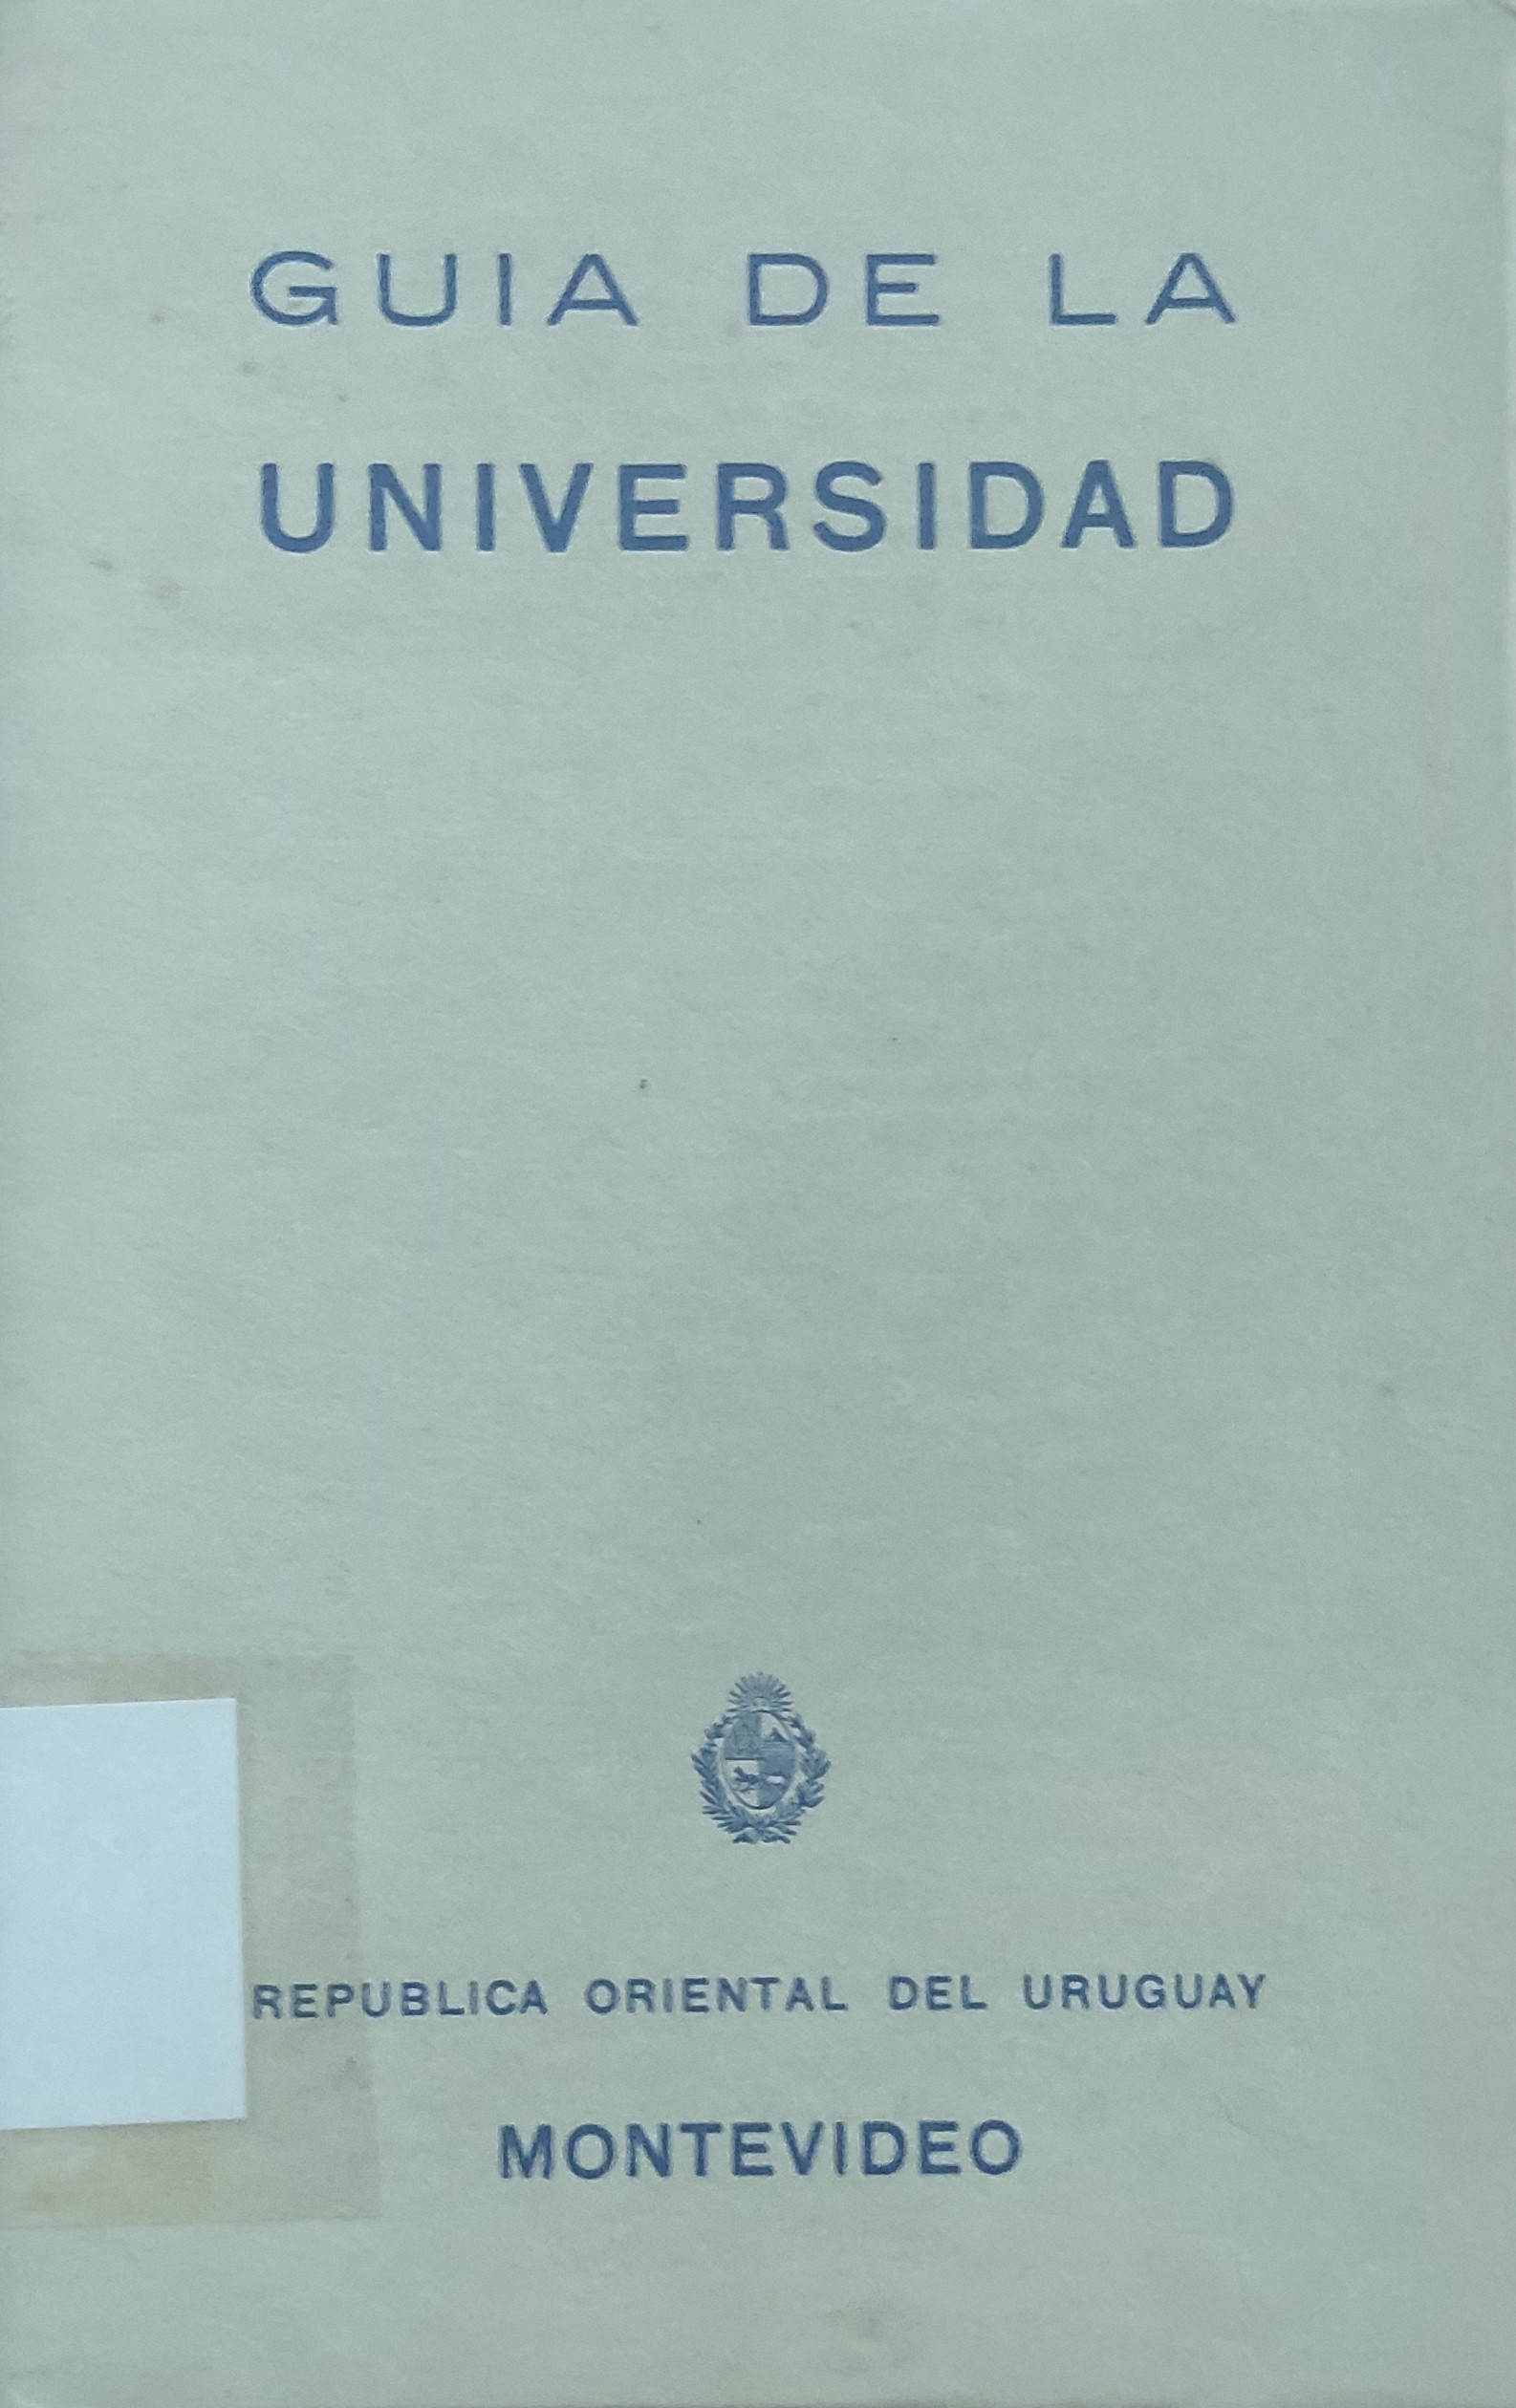 GUIA DE LA
UNIVERSIDAD
REPUBLICA ORIENTAL DEL URUGUAY
MONTEVIDEO